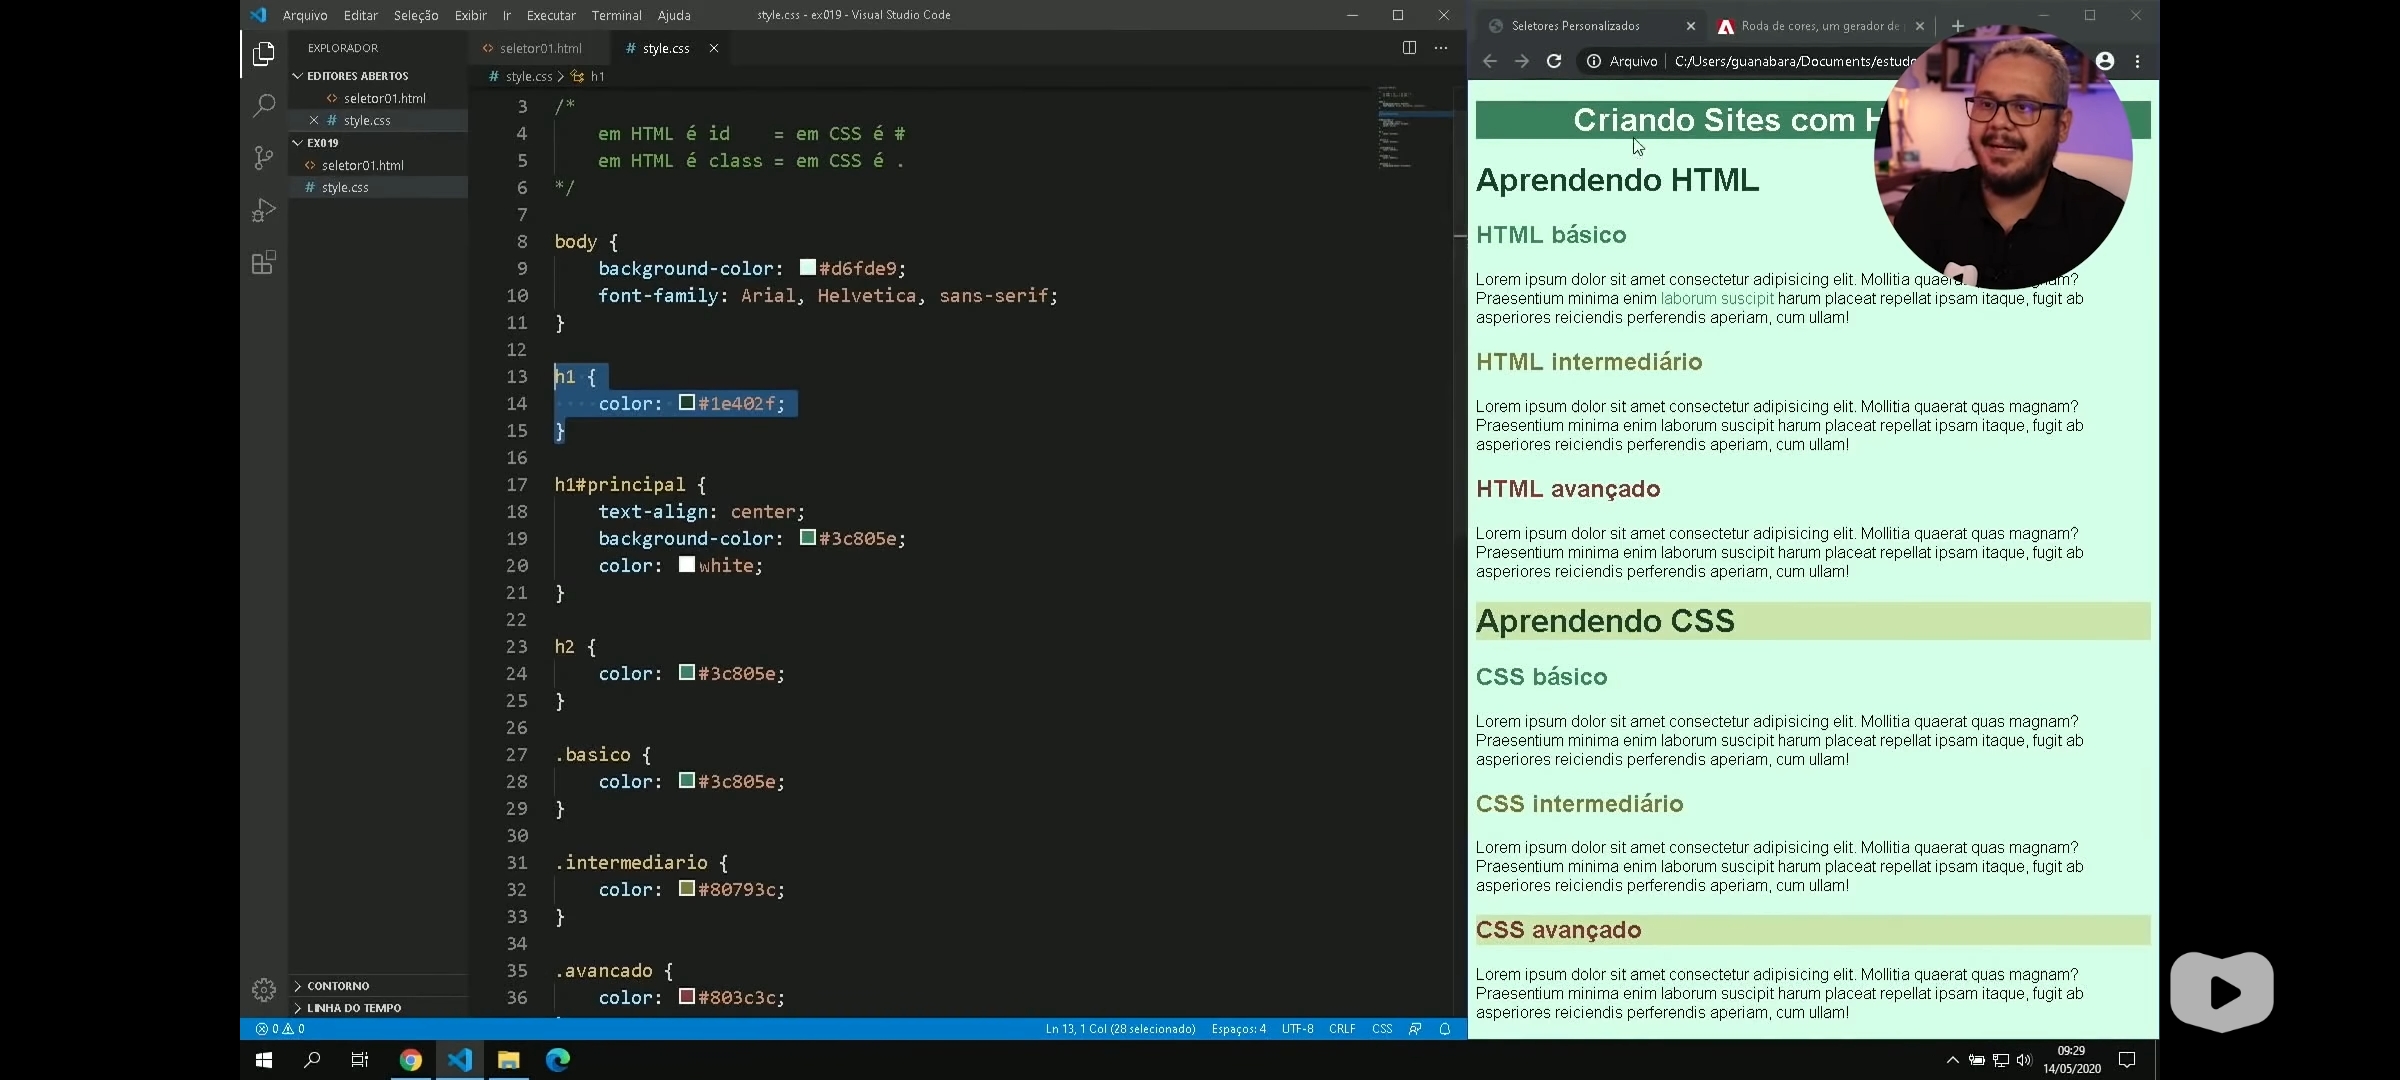 Arquivo Editar Seleção Exibir Ir Executar Terminal Ajuda
style.css - ex019 - Visual Studio Code
EXPLORADOR
EDITORES ABERTOS
seletor01.html
style.css
EX019
seletor01.html
style.css
CONTORNO
LINHA DO TEMPO
seletor01.html
style.css
style.css > h1
3 /*
4 em HTML é id    = em CSS é #
5 em HTML é class = em CSS é .
6 */
7
8 body {
9 background-color: #d6fde9;
10 font-family: Arial, Helvetica, sans-serif;
11 }
12
13 h1 {
14 color: #1e402f;
15 }
16
17 h1#principal {
18 text-align: center;
19 background-color: #3c805e;
20 color: white;
21 }
22
23 h2 {
24 color: #3c805e;
25 }
26
27 .basico {
28 color: #3c805e;
29 }
30
31 .intermediario {
32 color: #80793c;
33 }
34
35 .avancado {
36 color: #803c3c;
0 0
Ln 13, 1 Col (28 selecionado) Espaços: 4 UTF-8 CRLF CSS
Seletores Personalizados
Roda de cores, um gerador de
Arquivo | C:/Users/guanabara/Documents/estudo
Criando Sites com H
Aprendendo HTML
HTML básico
Lorem ipsum dolor sit amet consectetur adipisicing elit. Mollitia
Praesentium minima enim laborum suscipit harum placeat repellat ipsam itaque, fugit ab
asperiores reiciendis perferendis aperiam, cum ullam!
HTML intermediário
Lorem ipsum dolor sit amet consectetur adipisicing elit. Mollitia quaerat quas magnam?
Praesentium minima enim laborum suscipit harum placeat repellat ipsam itaque, fugit ab
asperiores reiciendis perferendis aperiam, cum ullam!
HTML avançado
Lorem ipsum dolor sit amet consectetur adipisicing elit. Mollitia quaerat quas magnam?
Praesentium minima enim laborum suscipit harum placeat repellat ipsam itaque, fugit ab
asperiores reiciendis perferendis aperiam, cum ullam!
Aprendendo CSS
CSS básico
Lorem ipsum dolor sit amet consectetur adipisicing elit. Mollitia quaerat quas magnam?
Praesentium minima enim laborum suscipit harum placeat repellat ipsam itaque, fugit ab
asperiores reiciendis perferendis aperiam, cum ullam!
CSS intermediário
Lorem ipsum dolor sit amet consectetur adipisicing elit. Mollitia quaerat quas magnam?
Praesentium minima enim laborum suscipit harum placeat repellat ipsam itaque, fugit ab
asperiores reiciendis perferendis aperiam, cum ullam!
CSS avançado
Lorem ipsum dolor sit amet consectetur adipisicing elit. Mollitia quaerat quas magnam?
Praesentium minima enim laborum suscipit harum placeat repellat ipsam itaque, fugit ab
asperiores reiciendis perferendis aperiam, cum ullam!
09:29
14/05/2020